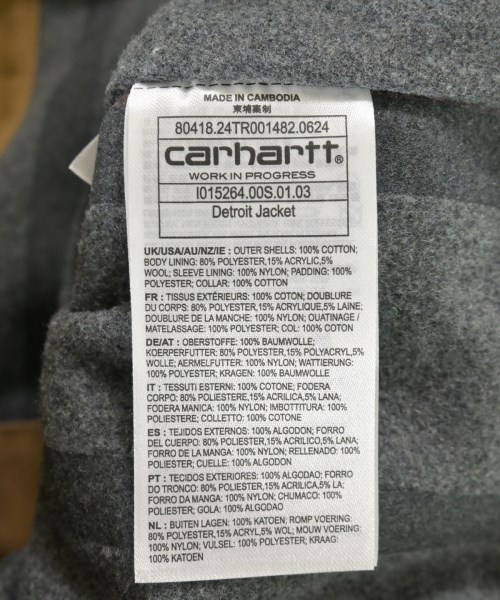 MADE IN CAMBODIA
柬埔寨制
80418.24TR001482.0624
carhartt®
WORK IN PROGRESS
I015264.00S.01.03
Detroit Jacket
UK/USA/AU/NZ/IE : OUTER SHELLS: 100% COTTON;
BODY LINING: 80% POLYESTER,15% ACRYLIC,5%
WOOL; SLEEVE LINING: 100% NYLON; PADDING: 100%
POLYESTER; COLLAR: 100% COTTON
FR : TISSUS EXTÉRIEURS: 100% COTON; DOUBLURE
DU CORPS: 80% POLYESTER,15% ACRYLIQUE,5% LAINE;
DOUBLURE DE LA MANCHE: 100% NYLON; OUATINAGE /
MATELASSAGE: 100% POLYESTER; COL: 100% COTON
DE/AT : OBERSTOFFE: 100% BAUMWOLLE;
KOERPERFUTTER: 80% POLYESTER,15% POLYACRYL,5%
WOLLE; AERMELFUTTER: 100% NYLON; WATTIERUNG:
100% POLYESTER; KRAGEN: 100% BAUMWOLLE
IT : TESSUTI ESTERNI: 100% COTONE; FODERA
CORPO: 80% POLIESTERE,15% ACRILICA,5% LANA;
FODERA MANICA: 100% NYLON; IMBOTTITURA: 100%
POLIESTERE; COLLETTO: 100% COTONE
ES : TEJIDOS EXTERNOS: 100% ALGODON; FORRO
DEL CUERPO: 80% POLIESTER,15% ACRILICO,5% LANA;
FORRO DE LA MANGA: 100% NYLON; RELLENADO: 100%
POLIESTER; CUELLE: 100% ALGODON
PT : TECIDOS EXTERIORES: 100% ALGODAO; FORRO
DO TRONCO: 80% POLIESTER,15% ACRILICA,5% LA;
FORRO DA MANGA: 100% NYLON; CHUMACO: 100%
POLIESTER; GOLA: 100% ALGODAO
NL : BUITEN LAGEN: 100% KATOEN; ROMP VOERING:
80% POLYESTER,15% ACRYL,5% WOL; MOUW VOERING:
100% NYLON; VULSEL: 100% POLYESTER; KRAAG:
100% KATOEN